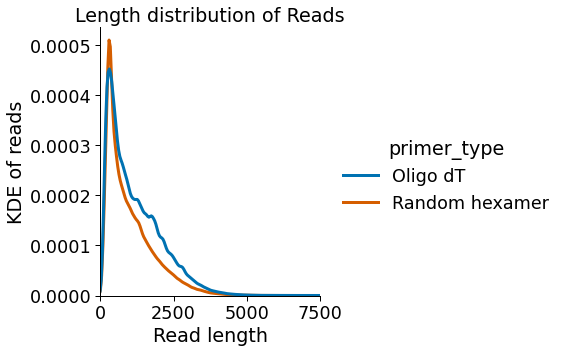 Length distribution of Reads
KDE of reads
0.0005
0.0004
0.0003
0.0002
0.0001
0.0000
0
2500
5000
7500
Read length
primer_type
Oligo dT
Random hexamer